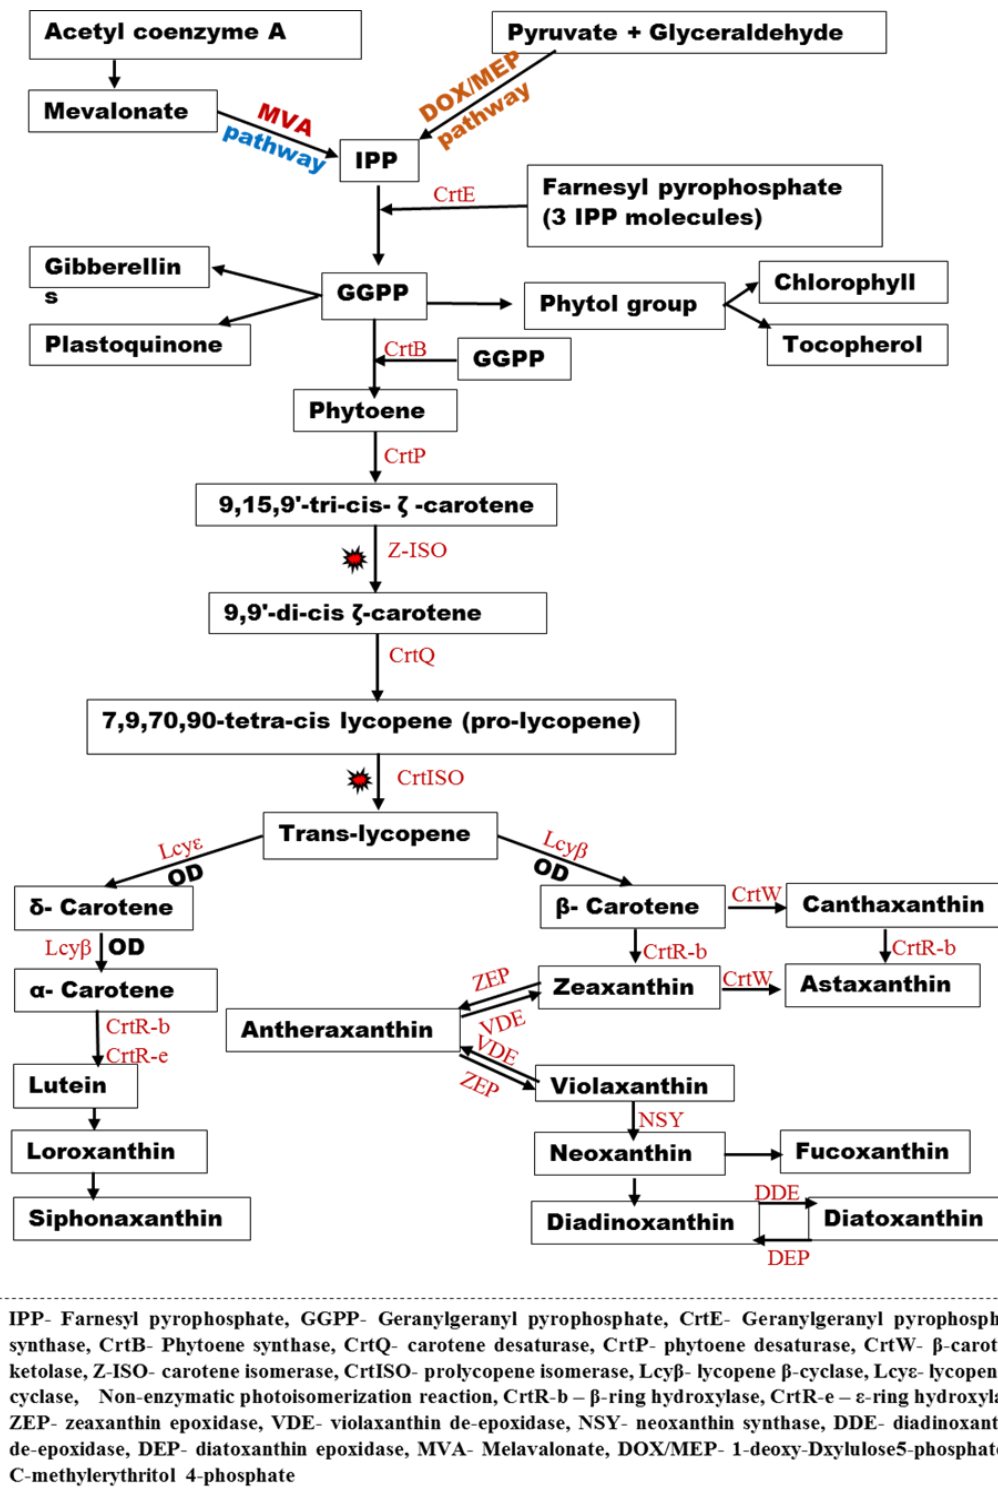 Acetyl coenzyme A
Pyruvate + Glyceraldehyde
DOX/MEP
pathway
Mevalonate
MVA
pathway
IPP
CrtE
Farnesyl pyrophosphate
(3 IPP molecules)
Gibberellin
s
GGPP
Phytol group
Chlorophyll
Plastoquinone
CrtB
GGPP
Tocopherol
Phytoene
CrtP
9,15,9'-tri-cis- ζ -carotene
Z-ISO
9,9'-di-cis ζ-carotene
CrtQ
7,9,70,90-tetra-cis lycopene (pro-lycopene)
CrtISO
Trans-lycopene
Lcyε
OD
Lcyβ
OD
δ- Carotene
β- Carotene
CrtW
Canthaxanthin
Lcyβ
OD
CrtR-b
CrtR-b
α- Carotene
ZEP
Zeaxanthin
CrtW
Astaxanthin
Antheraxanthin
VDE
CrtR-b
CrtR-e
VDE
ZEP
Lutein
Violaxanthin
NSY
Loroxanthin
Neoxanthin
Fucoxanthin
Siphonaxanthin
Diadinoxanthin
DDE
Diatoxanthin
DEP
IPP- Farnesyl pyrophosphate, GGPP- Geranylgeranyl pyrophosphate, CrtE- Geranylgeranyl pyrophosph
synthase, CrtB- Phytoene synthase, CrtQ- carotene desaturase, CrtP- phytoene desaturase, CrtW- β-carot
ketolase, Z-ISO- carotene isomerase, CrtISO- prolycopene isomerase, Lcyβ- lycopene β-cyclase, Lcyε- lycopen
cyclase, Non-enzymatic photoisomerization reaction, CrtR-b – β-ring hydroxylase, CrtR-e – ε-ring hydroxyla
ZEP- zeaxanthin epoxidase, VDE- violaxanthin de-epoxidase, NSY- neoxanthin synthase, DDE- diadinoxant
de-epoxidase, DEP- diatoxanthin epoxidase, MVA- Melavalonate, DOX/MEP- 1-deoxy-Dxylulose5-phosphat
C-methylerythritol 4-phosphate